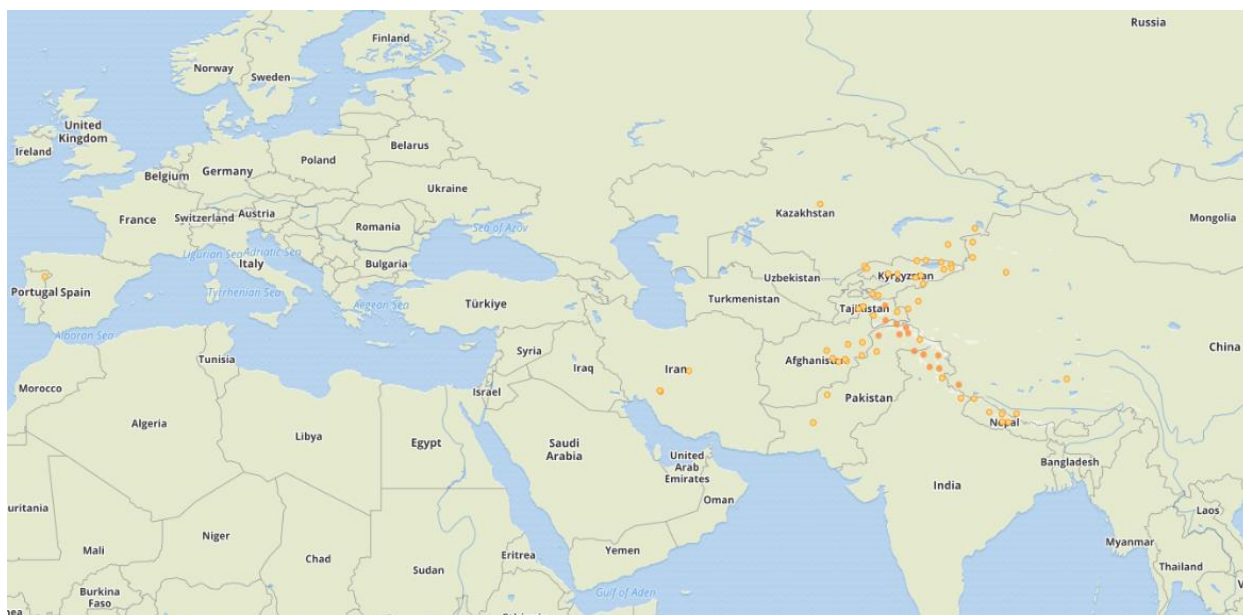 Russia
Finland
Norway
Sweden
United
Kingdom
Ireland
Belarus
Poland
Germany
Belgium
Ukraine
Kazakhstan
Mongolia
France
Switzerland
Austria
Romania
Sea of Azov
Ligurian Sea
Adriatic Sea
Italy
Bulgaria
Uzbekistan
Kyrgyzstan
Portugal
Spain
Tyrrhenian Sea
Aegean Sea
Türkiye
Turkmenistan
Tajikistan
Alboran Sea
China
Tunisia
Syria
Afghanistan
Iraq
Iran
Morocco
Israel
Pakistan
Algeria
Libya
Egypt
Nepal
Saudi
Arabia
United
Arab
Emirates
Bangladesh
India
Oman
uritania
Laos
Niger
Mali
Chad
Sudan
Eritrea
Yemen
Myanmar
Thailand
Gulf of Aden
Burkina
Faso